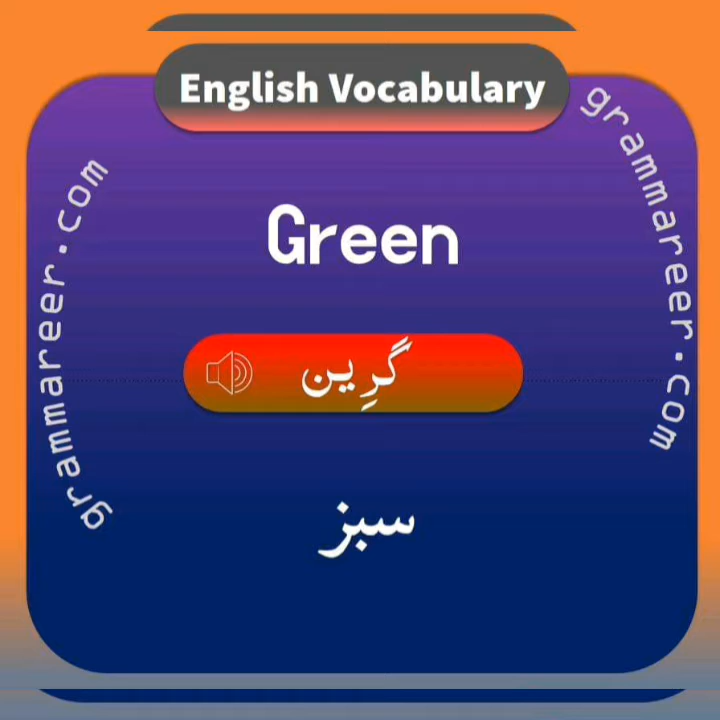 English Vocabulary
grammareer.com
grammareer.com
Green
گرِین
سبز